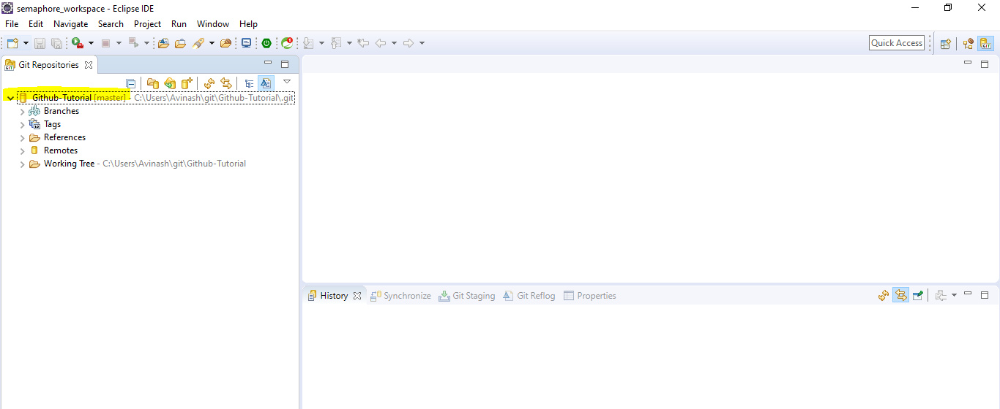 semaphore_workspace - Eclipse IDE
File Edit Navigate Search Project Run Window Help
Quick Access
GIT
GIT Git Repositories
Github-Tutorial [master] - C:\Users\Avinash\git\Github-Tutorial\.git
Branches
Tags
References
Remotes
Working Tree - C:\Users\Avinash\git\Github-Tutorial
History Synchronize Git Staging Git Reflog Properties